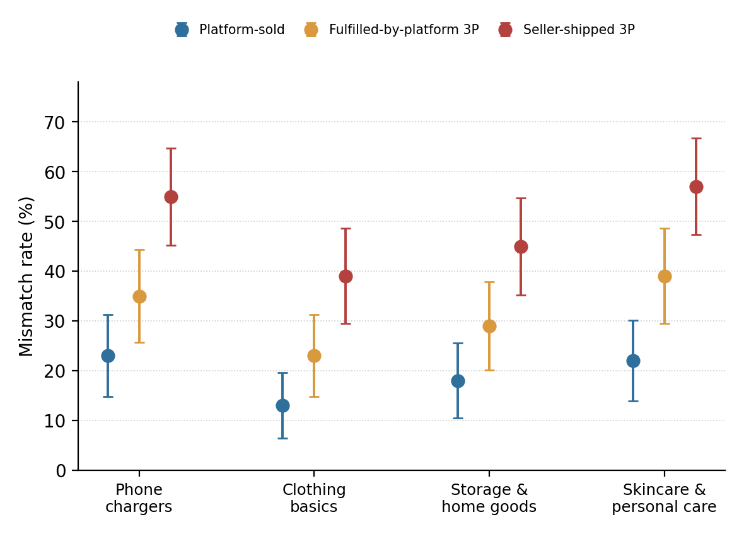 Platform-sold Fulfilled-by-platform 3P Seller-shipped 3P
Mismatch rate (%)
70
60
50
40
30
20
10
0
Phone
chargers
Clothing
basics
Storage &
home goods
Skincare &
personal care